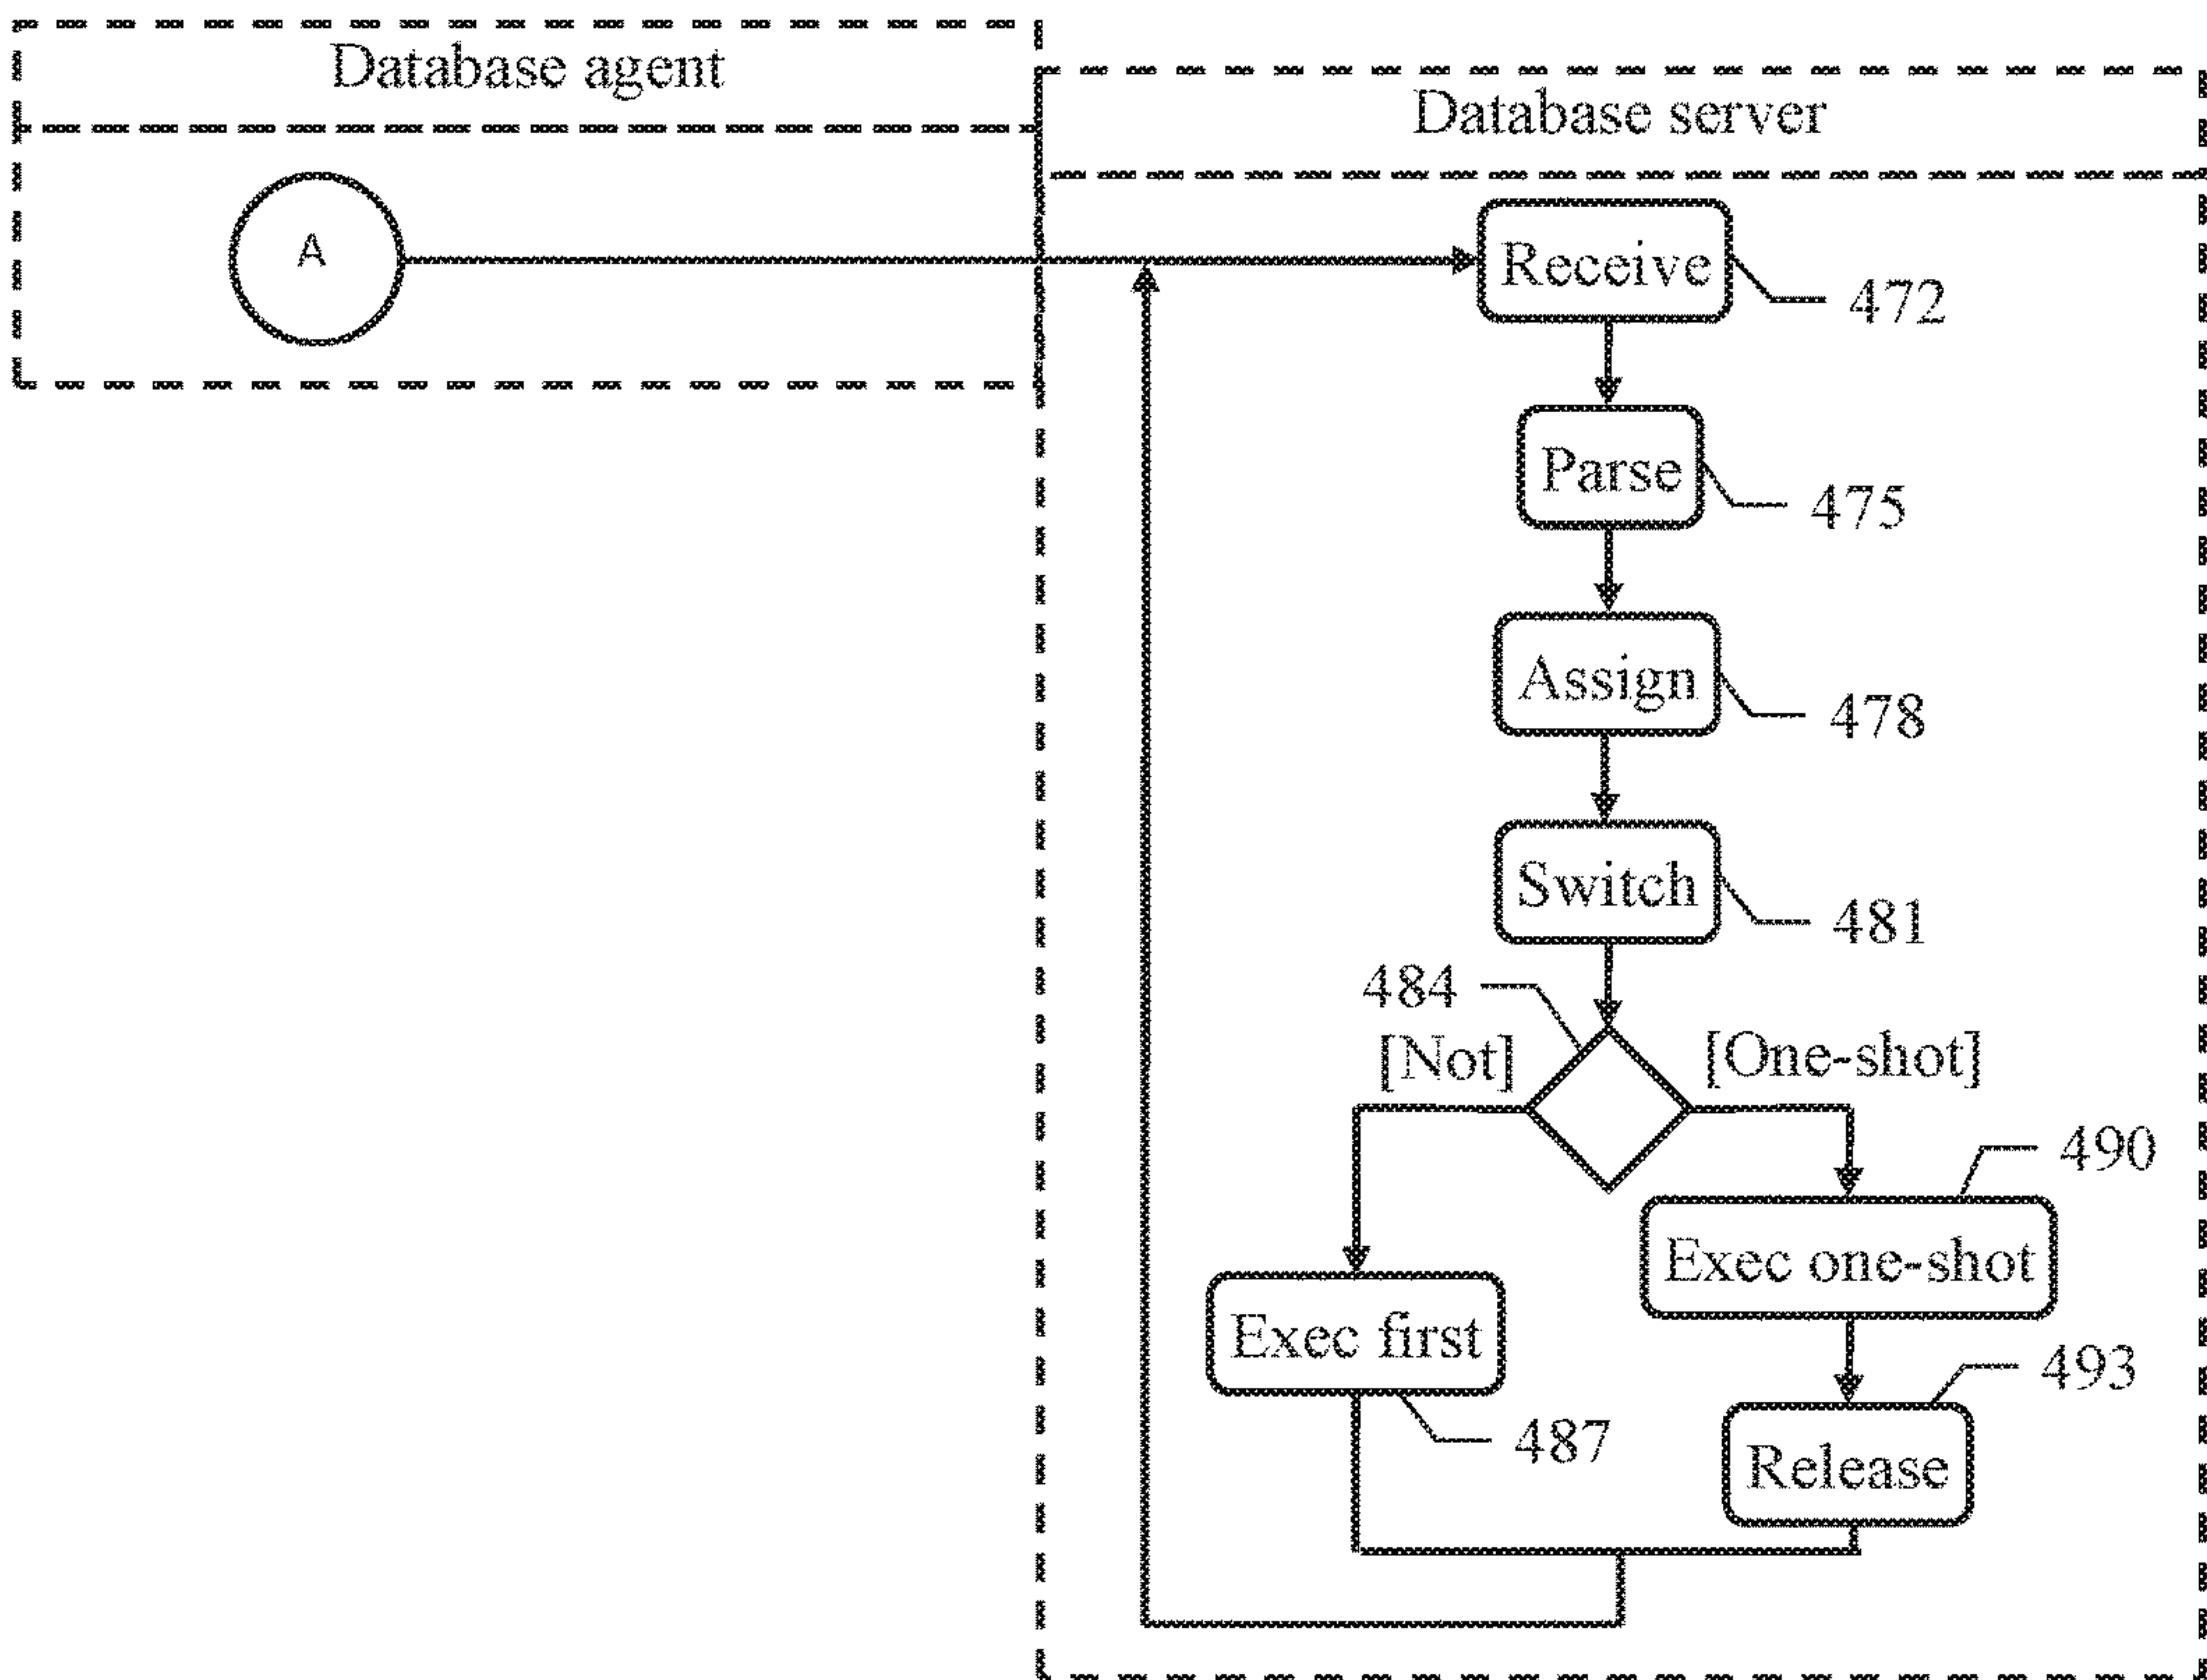 Database agent
Database server
A
Receive
472
Parse
475
Assign
478
Switch
481
484
[Not]
[One-shot]
490
Exec one-shot
Exec first
493
487
Release